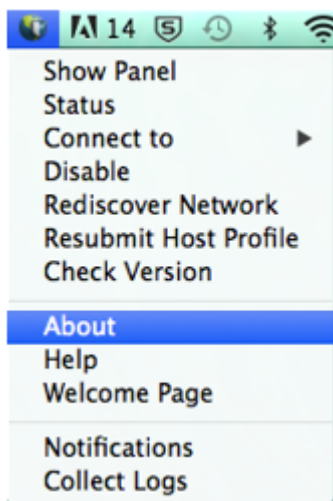 14
Show Panel
Status
Connect to
Disable
Rediscover Network
Resubmit Host Profile
Check Version
About
Help
Welcome Page
Notifications
Collect Logs